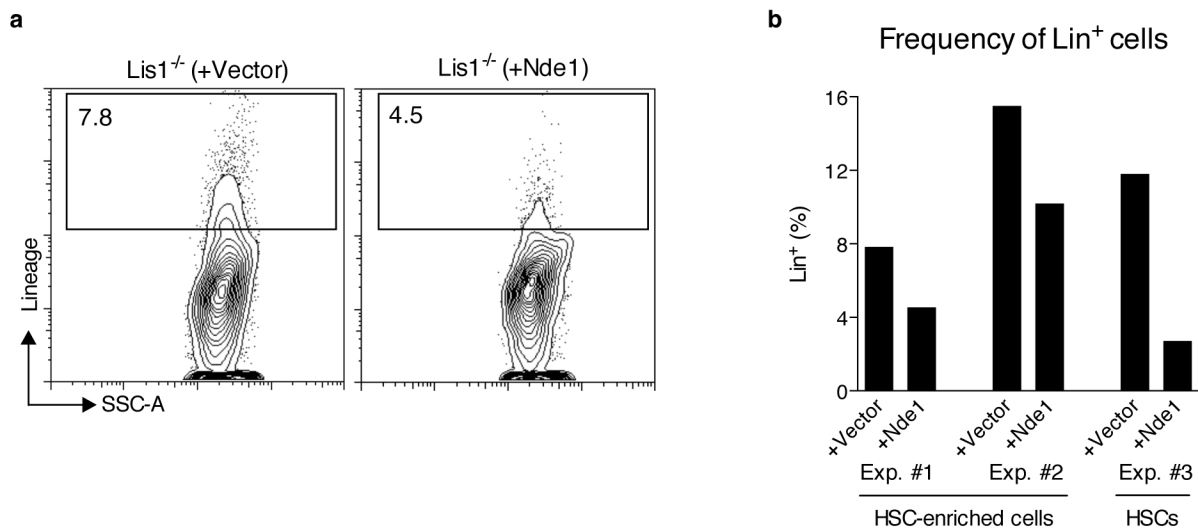 a
Lis1-/- (+Vector)
Lis1-/- (+Nde1)
7.8
4.5
Lineage
SSC-A
b
Frequency of Lin+ cells
Lin+ (%)
16
12
8
4
0
+Vector
+Nde1
+Vector
+Nde1
+Vector
+Nde1
Exp. #1
Exp. #2
Exp. #3
HSC-enriched cells
HSCs